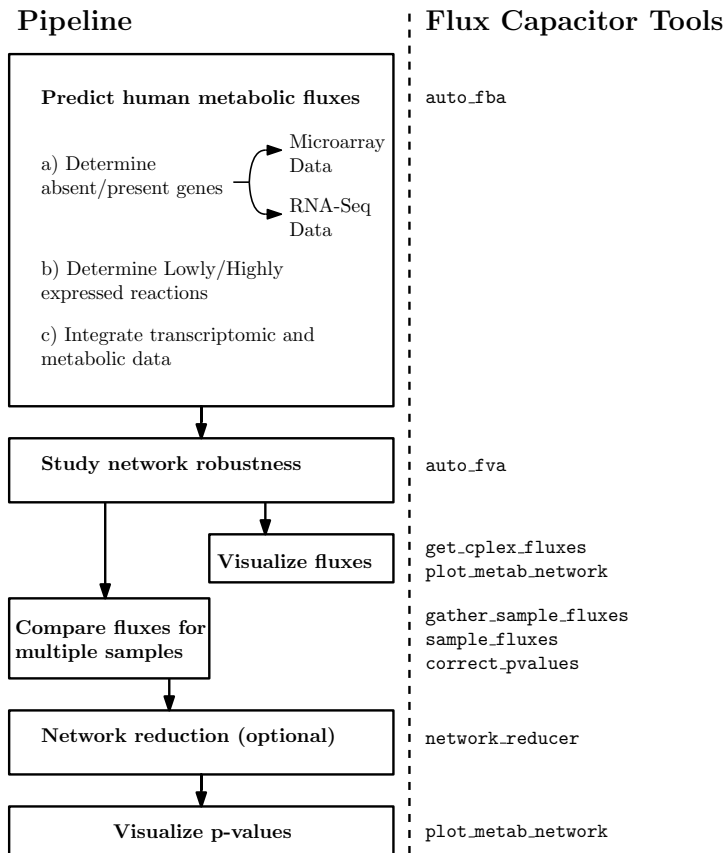 Pipeline
Flux Capacitor Tools
Predict human metabolic fluxes
auto_fba
a) Determine
absent/present genes
Microarray
Data
RNA-Seq
Data
b) Determine Lowly/Highly
expressed reactions
c) Integrate transcriptomic and
metabolic data
Study network robustness
auto_fva
Visualize fluxes
get_cplex_fluxes
plot_metab_network
Compare fluxes for
multiple samples
gather_sample_fluxes
sample_fluxes
correct_pvalues
Network reduction (optional)
network_reducer
Visualize p-values
plot_metab_network